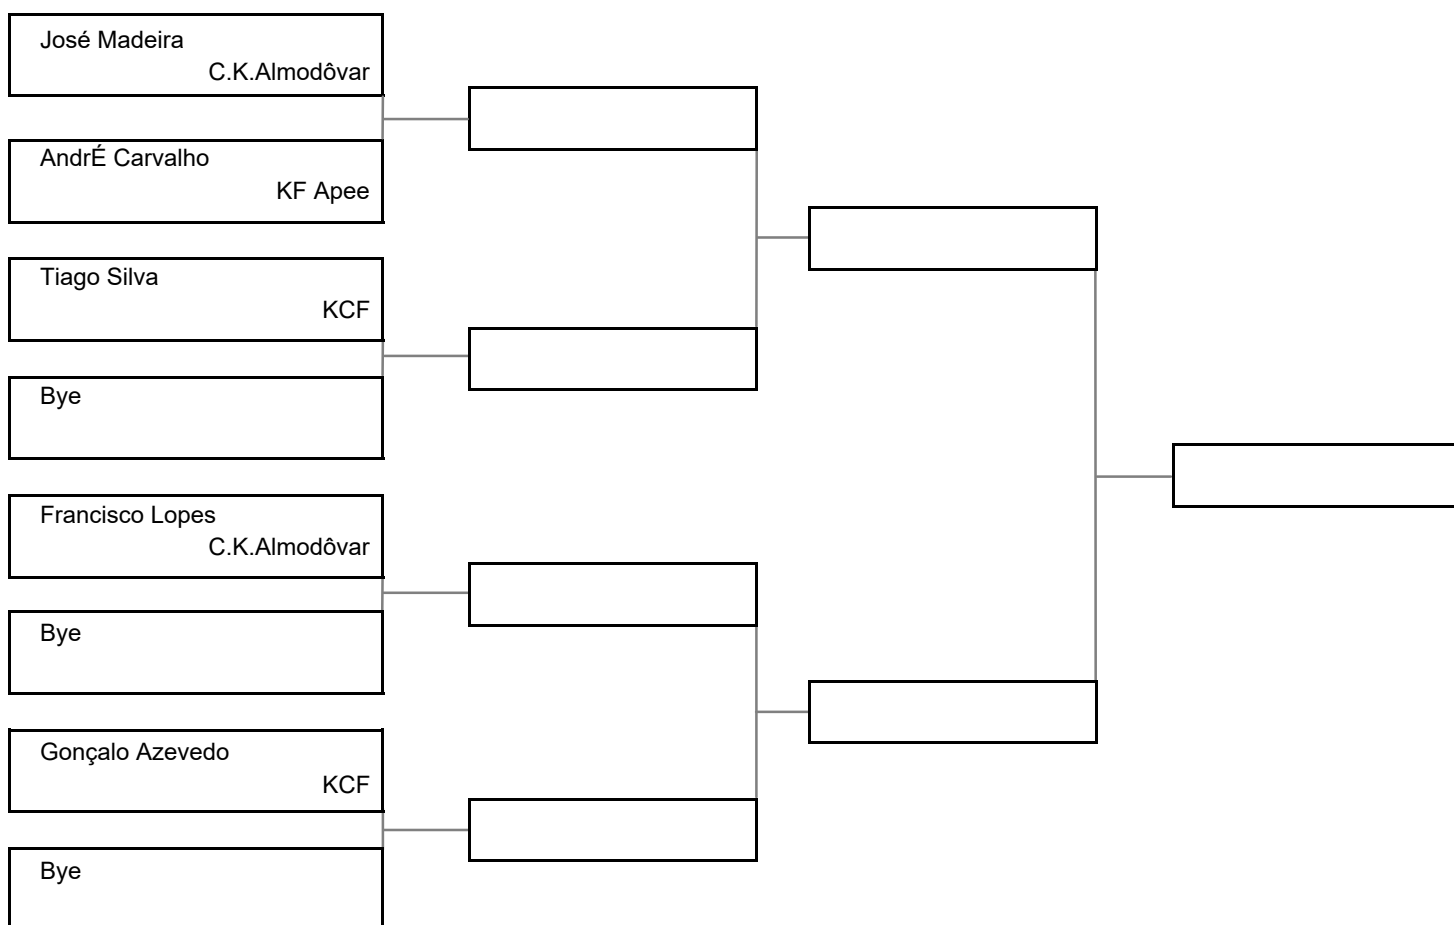 José Madeira
C.K.Almodôvar
AndrÉ Carvalho
KF Apee
Tiago Silva
KCF
Bye
Francisco Lopes
C.K.Almodôvar
Bye
Gonçalo Azevedo
KCF
Bye